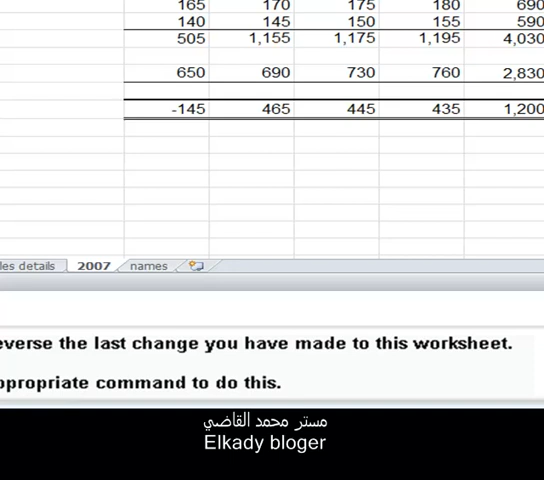 165 170 175 180 690
140 145 150 155 590
505 1,155 1,175 1,195 4,030
650 690 730 760 2,830
-145 465 445 435 1,200
les details 2007 names
everse the last change you have made to this worksheet.
ppropriate command to do this.
مستر محمد القاضي
Elkady bloger